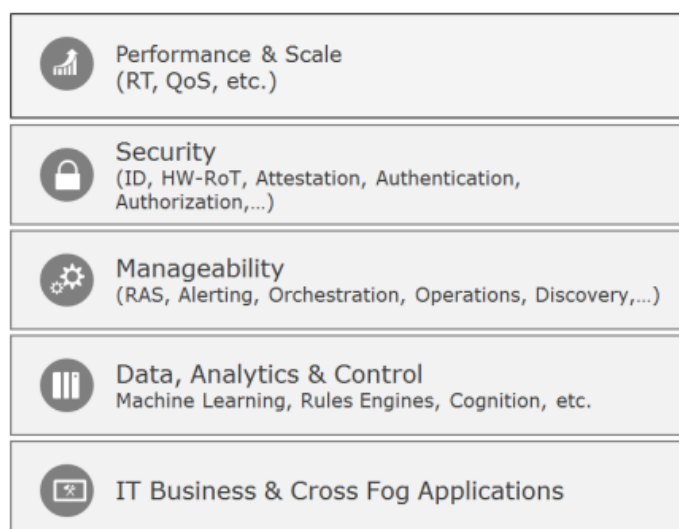 Performance & Scale
(RT, QoS, etc.)
Security
(ID, HW-RoT, Attestation, Authentication,
Authorization,...)
Manageability
(RAS, Alerting, Orchestration, Operations, Discovery,...)
Data, Analytics & Control
Machine Learning, Rules Engines, Cognition, etc.
IT Business & Cross Fog Applications